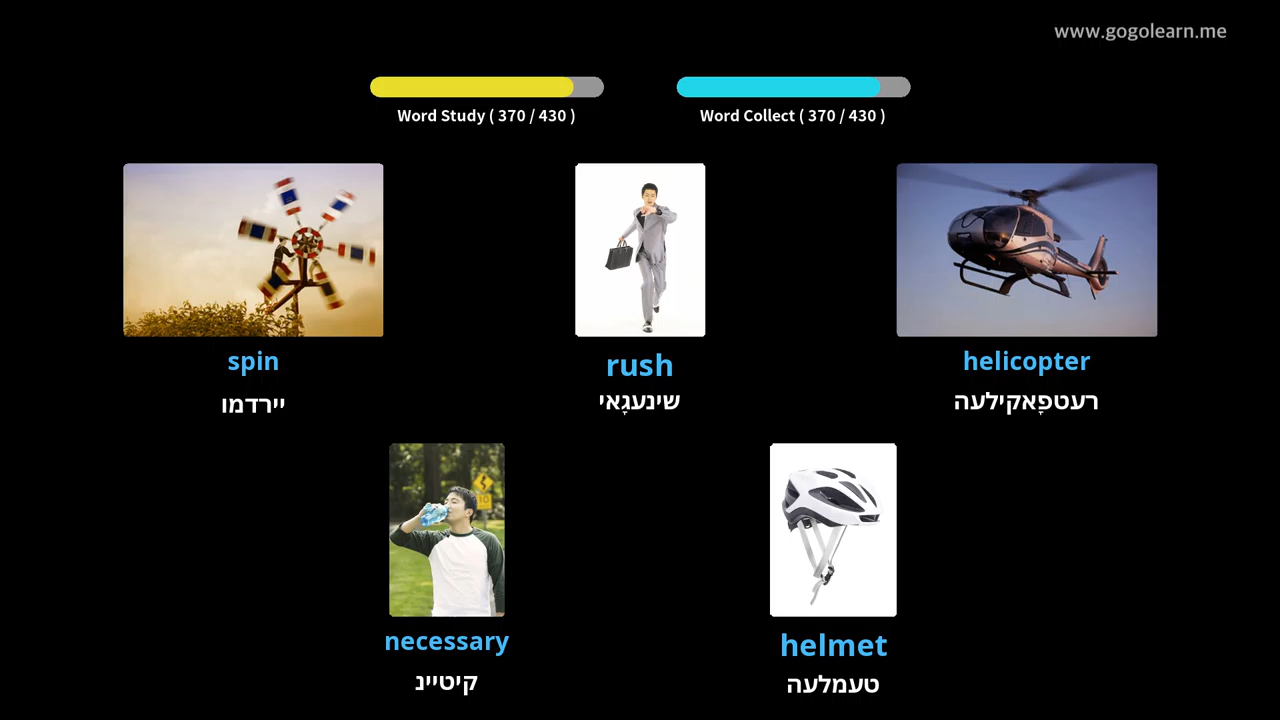 www.gogolearn.me
Word Study ( 370 / 430 )
Word Collect ( 370 / 430 )
spin
יירדמו
rush
שינעגָאי
helicopter
רעטפָאקילעה
necessary
קיטיינ
helmet
טעמלעה